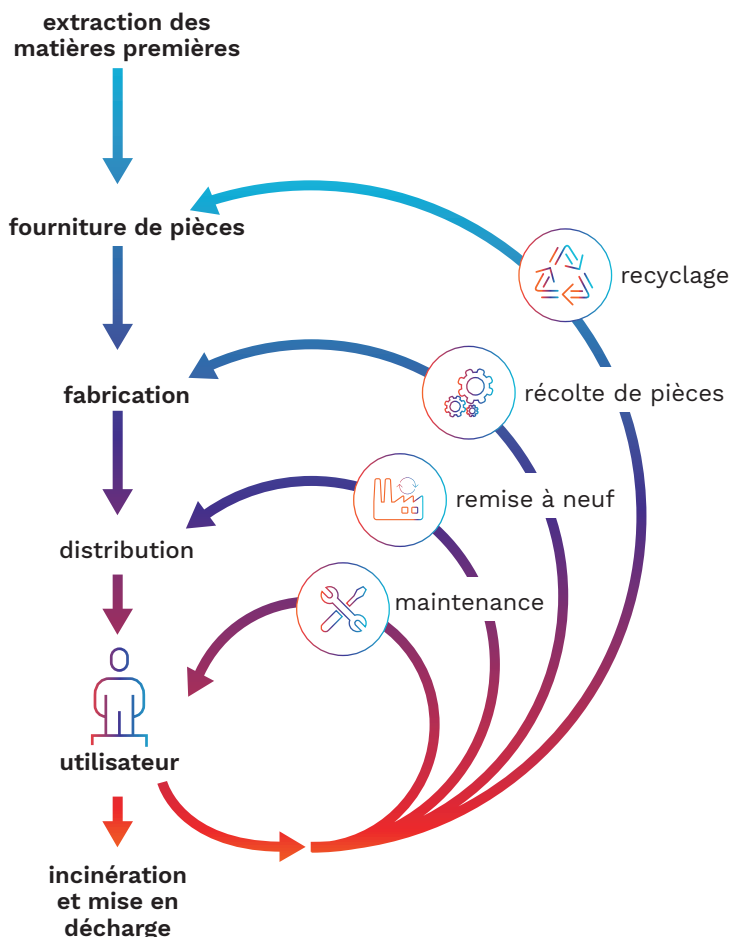 extraction des
matières premières
fourniture de pièces
recyclage
fabrication
récolte de pièces
remise à neuf
distribution
maintenance
utilisateur
incinération
et mise en
décharge